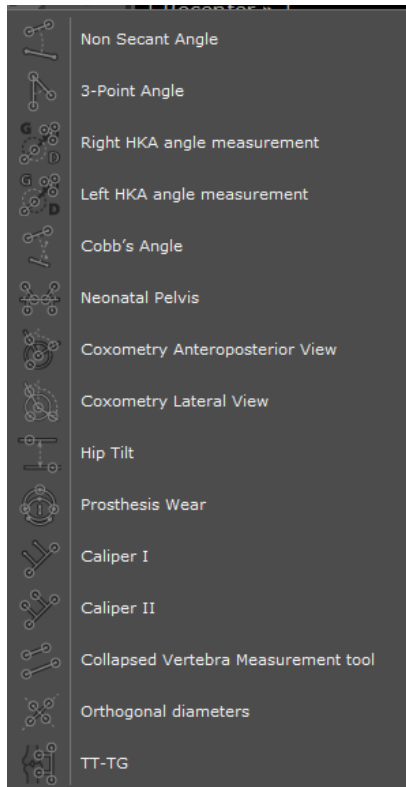 Non Secant Angle
3-Point Angle
G
D
Right HKA angle measurement
G
D
Left HKA angle measurement
Cobb's Angle
Neonatal Pelvis
Coxometry Anteroposterior View
Coxometry Lateral View
Hip Tilt
Prosthesis Wear
Caliper I
Caliper II
Collapsed Vertebra Measurement tool
Orthogonal diameters
TT-TG